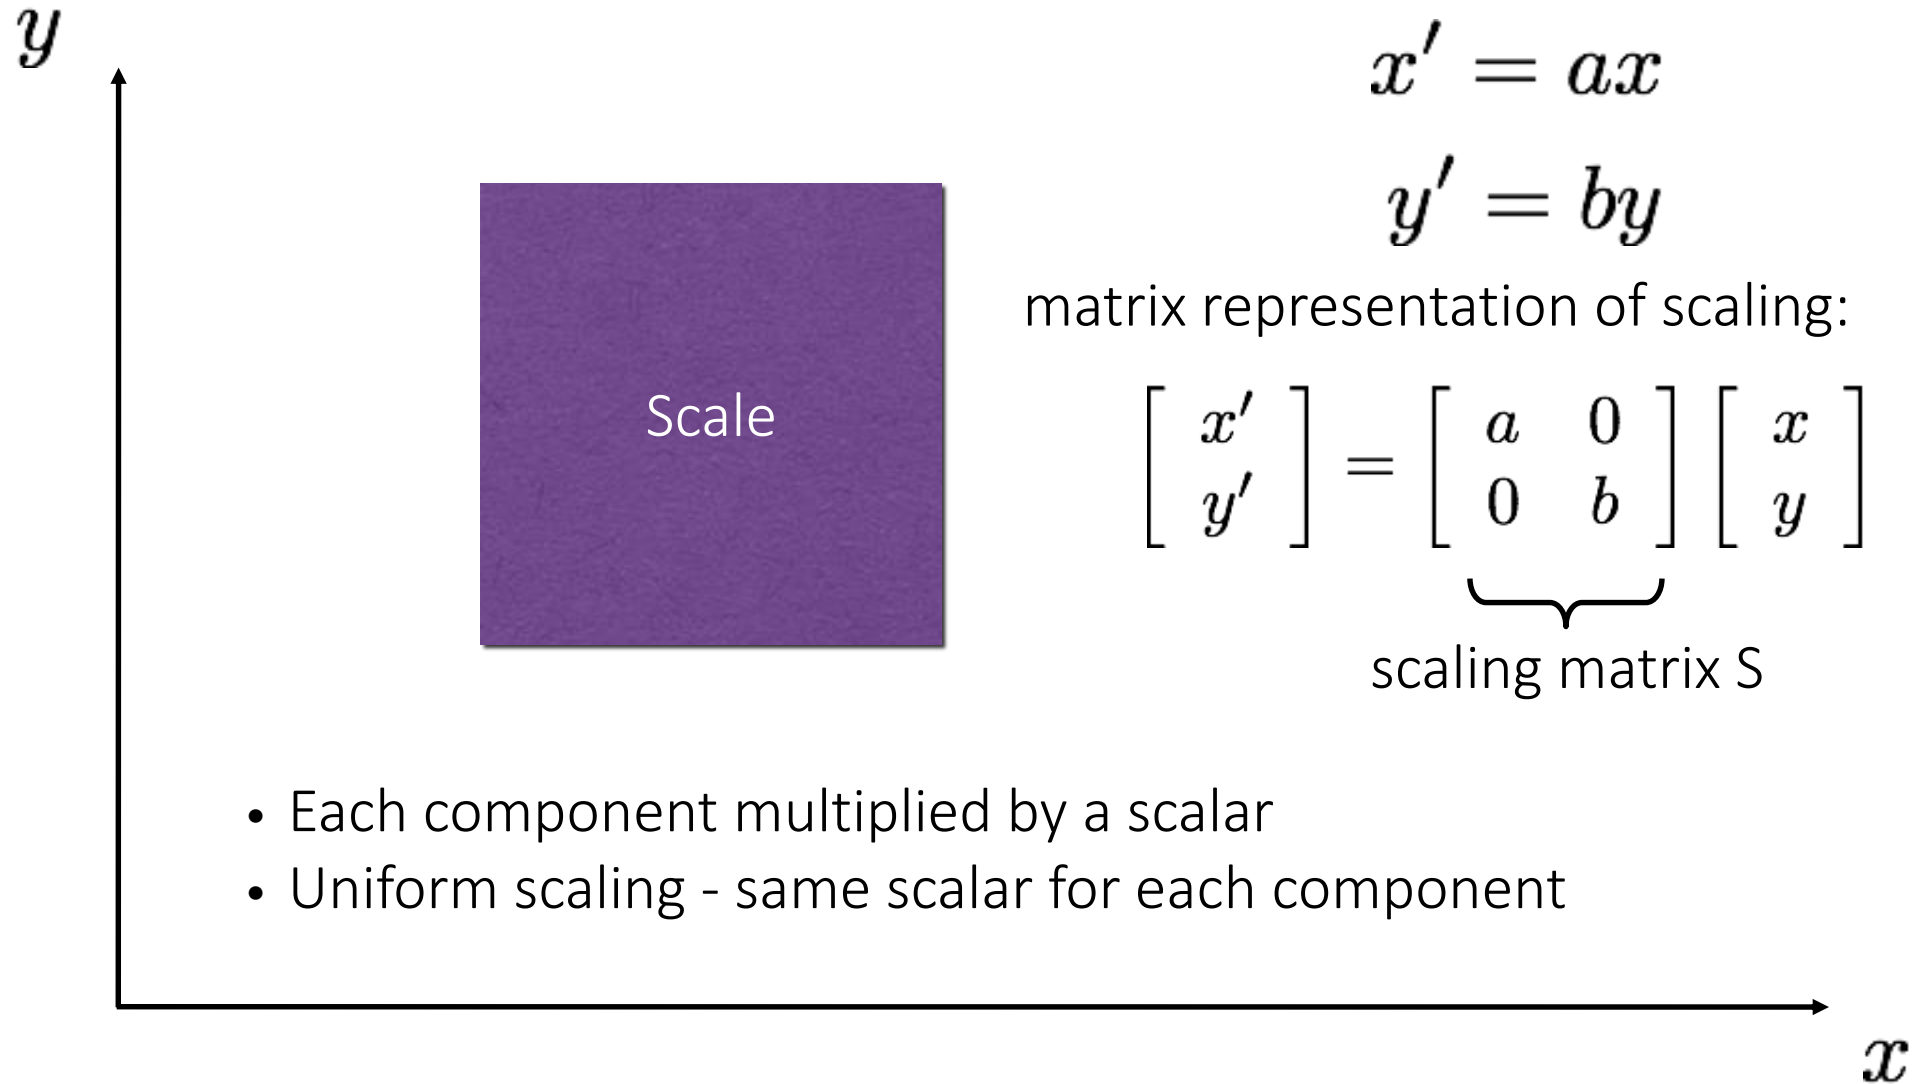 y
x′ = ax
y′ = by
matrix representation of scaling:
Scale
[ x′ ] = [ a 0 ] [ x ]
[ y′ ] [ 0 b ] [ y ]
scaling matrix S
• Each component multiplied by a scalar
• Uniform scaling - same scalar for each component
x